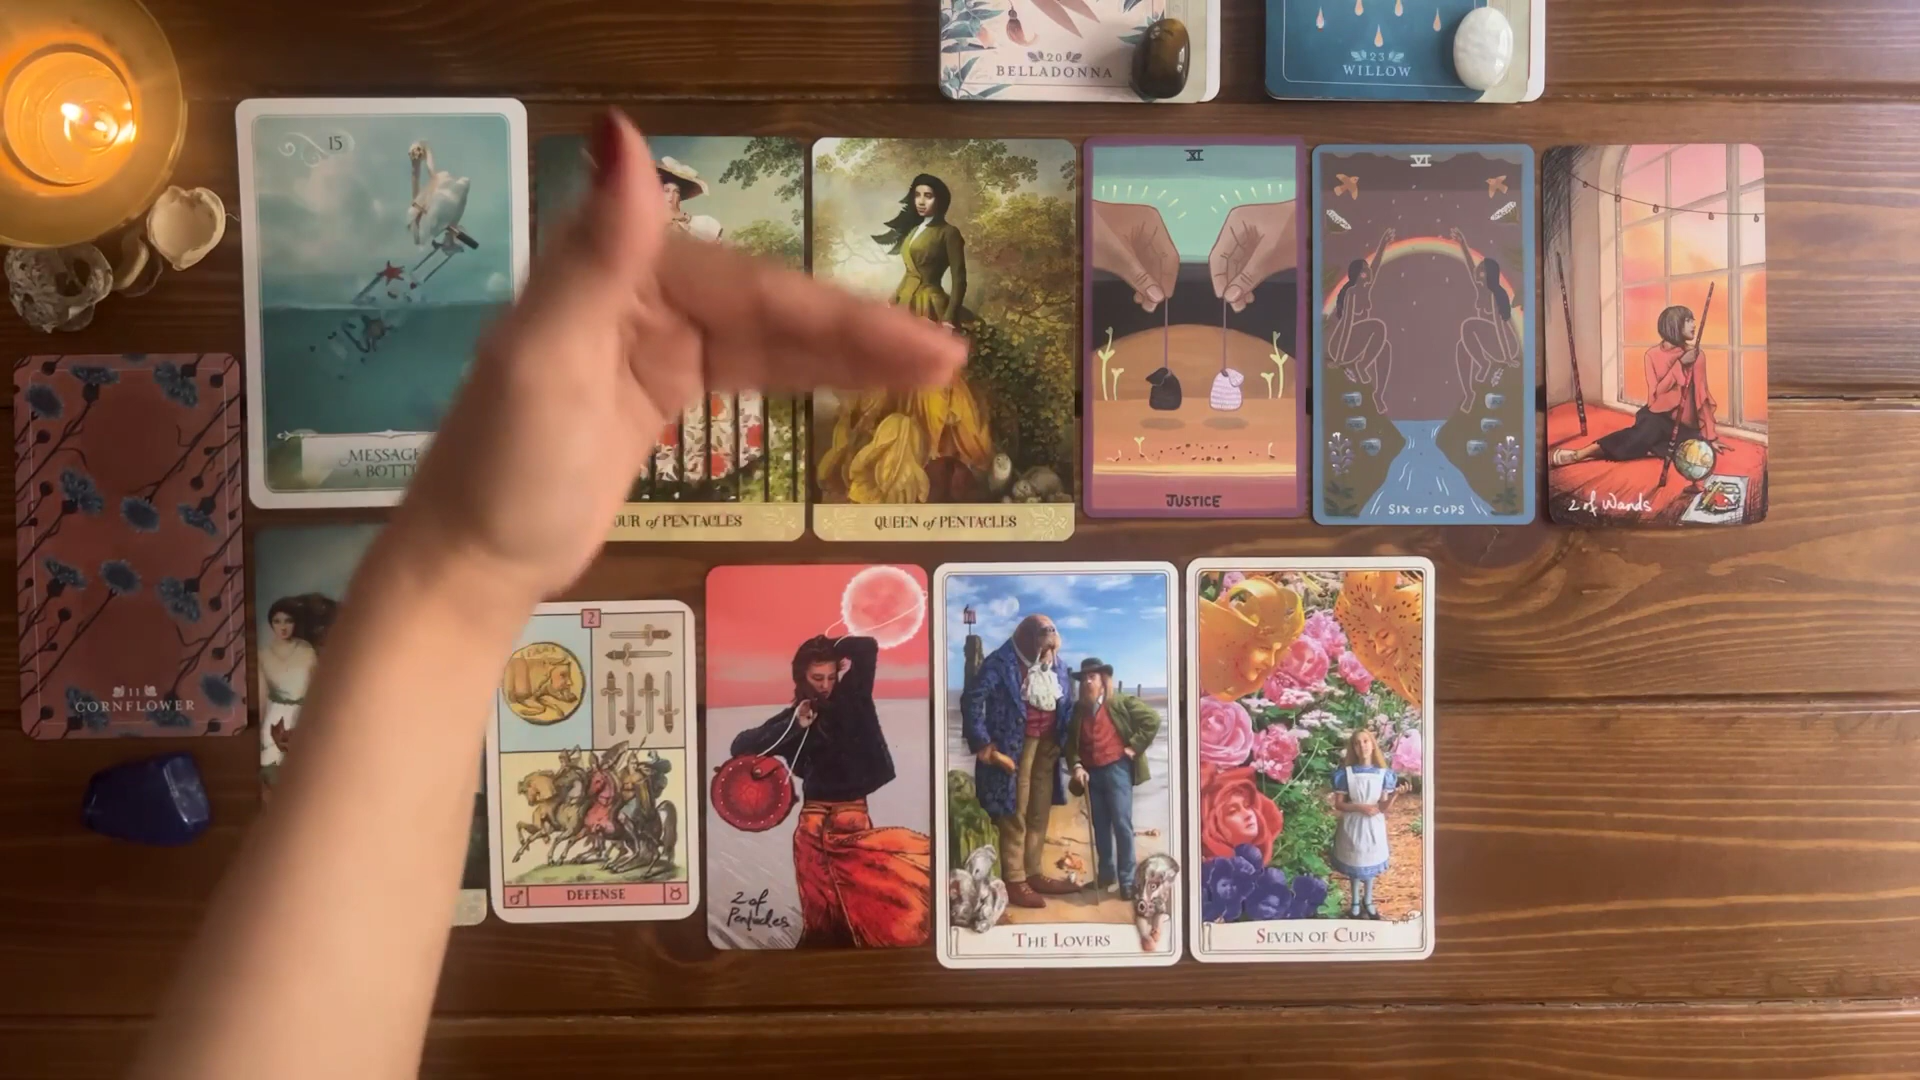 20
BELLADONNA
23
WILLOW
15
MESSAGE
A
OUR of PENTACLES
QUEEN of PENTACLES
XI
JUSTICE
VI
SIX OF CUPS
2 of Wands
11
CORNFLOWER
2
DEFENSE
2 of
Pentacles
THE LOVERS
SEVEN OF CUPS